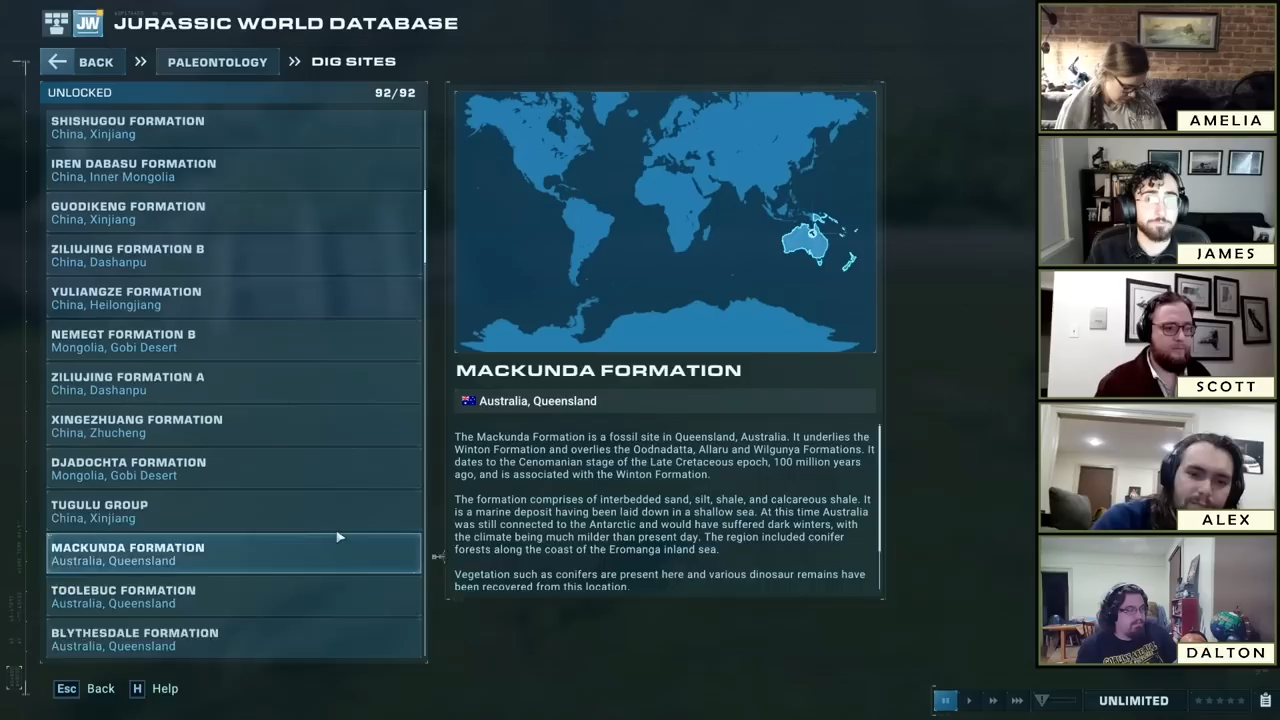 JW JURASSIC WORLD DATABASE
BACK >> PALEONTOLOGY >> DIG SITES
UNLOCKED 92/92
SHISHUGOU FORMATION
China, Xinjiang
IREN DABASU FORMATION
China, Inner Mongolia
GUODIKENG FORMATION
China, Xinjiang
ZILIUJING FORMATION B
China, Dashanpu
YULIANGZE FORMATION
China, Heilongjiang
NEMEGT FORMATION B
Mongolia, Gobi Desert
ZILIUJING FORMATION A
China, Dashanpu
XINGEZHUANG FORMATION
China, Zhucheng
DJADOCHTA FORMATION
Mongolia, Gobi Desert
TUGULU GROUP
China, Xinjiang
MACKUNDA FORMATION
Australia, Queensland
TOOLEBUC FORMATION
Australia, Queensland
BLYTHESDALE FORMATION
Australia, Queensland
MACKUNDA FORMATION
Australia, Queensland
The Mackunda Formation is a fossil site in Queensland, Australia. It underlies the
Winton Formation and overlies the Oodnadatta, Allaru and Wilgunya Formations. It
dates to the Cenomanian stage of the Late Cretaceous epoch, 100 million years
ago, and is associated with the Winton Formation.
The formation comprises of interbedded sand, silt, shale, and calcareous shale. It
is a marine deposit having been laid down in a shallow sea. At this time Australia
was still connected to the Antarctic and would have suffered dark winters, with
the climate being much milder than present day. The region included conifer
forests along the coast of the Eromanga inland sea.
Vegetation such as conifers are present here and various dinosaur remains have
been recovered from this location.
Esc Back H Help
UNLIMITED
AMELIA
JAMES
SCOTT
ALEX
DALTON